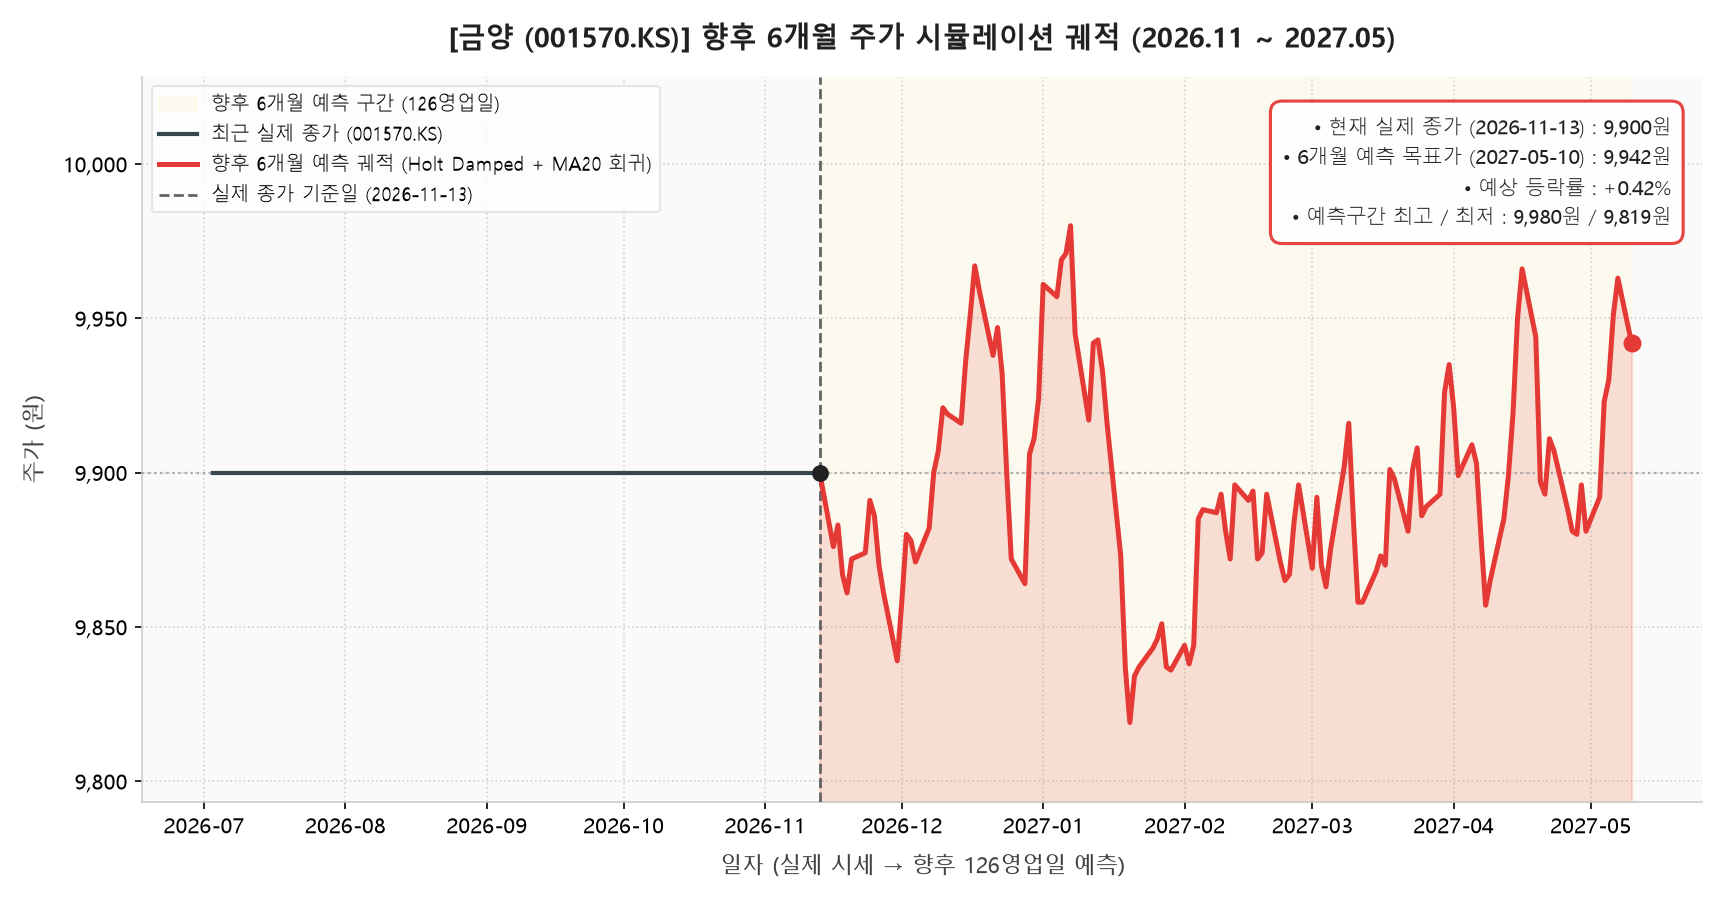 [금양 (001570.KS)] 향후 6개월 주가 시뮬레이션 궤적 (2026.11 ~ 2027.05)
향후 6개월 예측 구간 (126영업일)
최근 실제 종가 (001570.KS)
향후 6개월 예측 궤적 (Holt Damped + MA20 회귀)
실제 종가 기준일 (2026-11-13)
• 현재 실제 종가 (2026-11-13) : 9,900원
• 6개월 예측 목표가 (2027-05-10) : 9,942원
• 예상 등락률 : +0.42%
• 예측구간 최고 / 최저 : 9,980원 / 9,819원
주가 (원)
10,000
9,950
9,900
9,850
9,800
2026-07
2026-08
2026-09
2026-10
2026-11
2026-12
2027-01
2027-02
2027-03
2027-04
2027-05
일자 (실제 시세 → 향후 126영업일 예측)